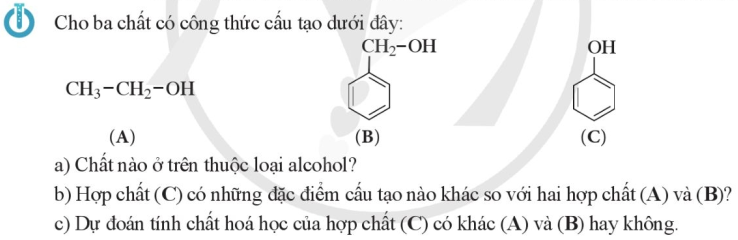 Cho ba chất có công thức cấu tạo dưới đây:
CH₂−OH
OH
CH₃−CH₂−OH
(A)
(B)
(C)
a) Chất nào ở trên thuộc loại alcohol?
b) Hợp chất (C) có những đặc điểm cấu tạo nào khác so với hai hợp chất (A) và (B)?
c) Dự đoán tính chất hoá học của hợp chất (C) có khác (A) và (B) hay không.